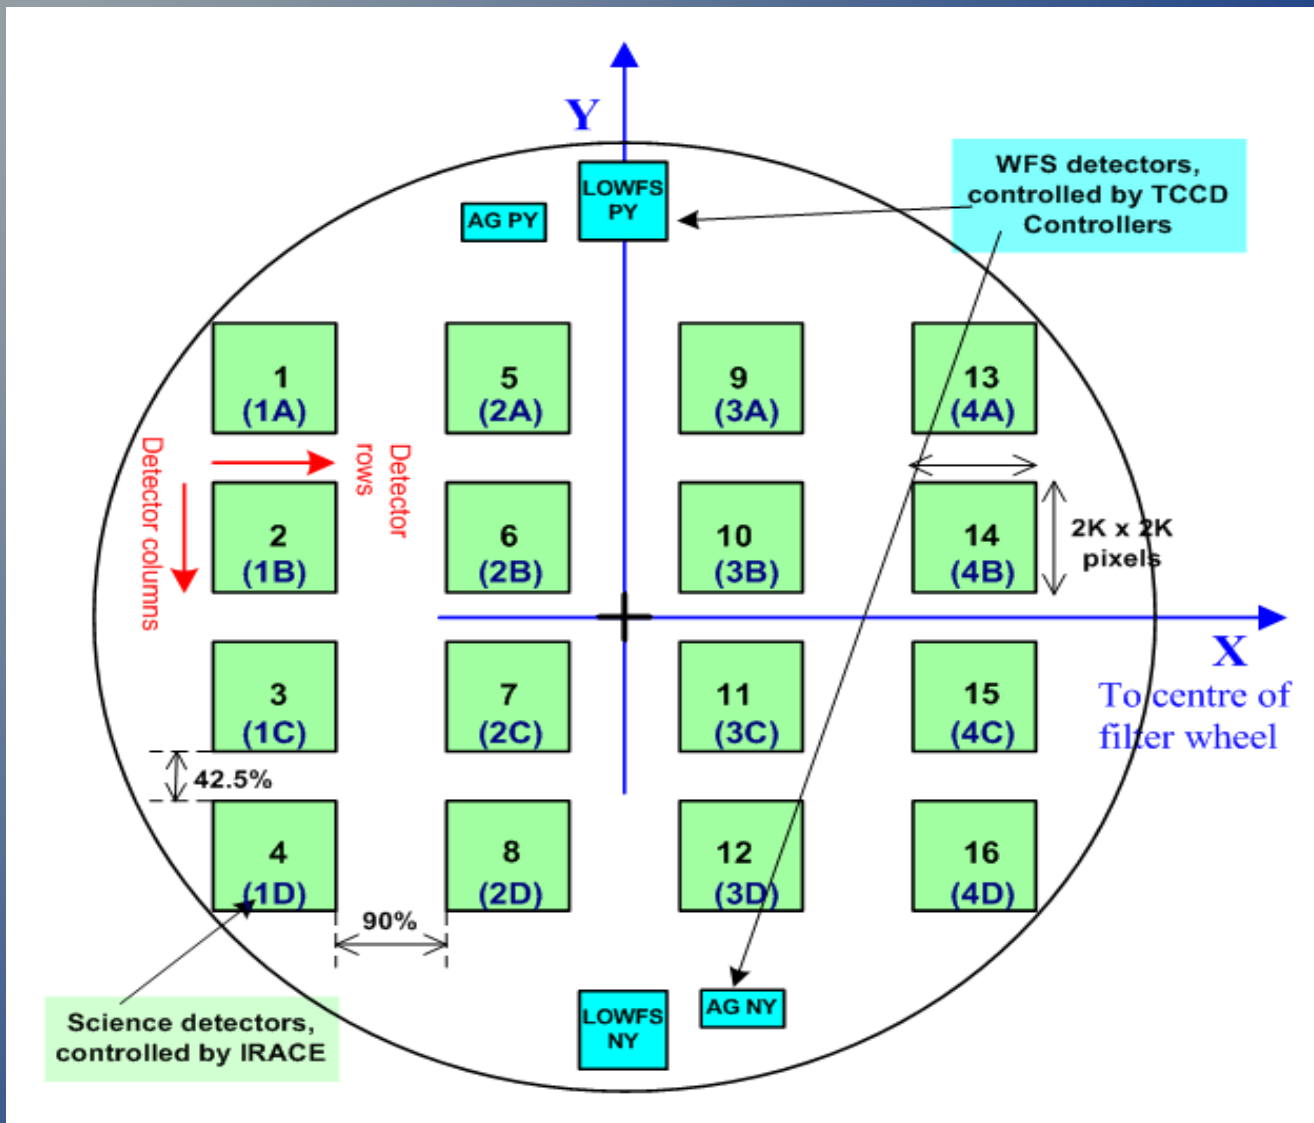 Y
LOWFS
PY
AG PY
WFS detectors,
controlled by TCCD
Controllers
1
(1A)
5
(2A)
9
(3A)
13
(4A)
Detector columns
Detector
rows
2
(1B)
6
(2B)
10
(3B)
14
(4B)
2K x 2K
pixels
X
To centre of
filter wheel
3
(1C)
7
(2C)
11
(3C)
15
(4C)
42.5%
4
(1D)
8
(2D)
12
(3D)
16
(4D)
90%
LOWFS
NY
AG NY
Science detectors,
controlled by IRACE